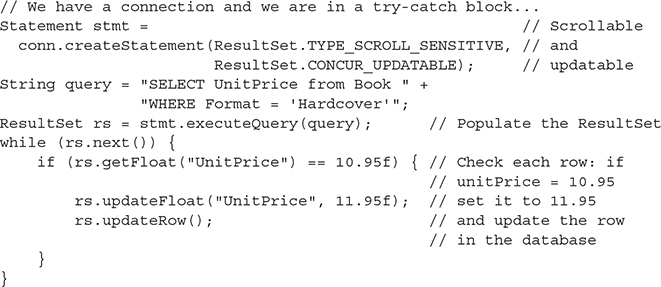 // We have a connection and we are in a try-catch block...
Statement stmt =                                // Scrollable
    conn.createStatement(ResultSet.TYPE_SCROLL_SENSITIVE, // and
                    ResultSet.CONCUR_UPDATABLE);    // updatable
String query = "SELECT UnitPrice from Book " +
            "WHERE Format = 'Hardcover'";
ResultSet rs = stmt.executeQuery(query);     // Populate the ResultSet
while (rs.next()) {
    if (rs.getFloat("UnitPrice") == 10.95f) { // Check each row: if
                                        // unitPrice = 10.95
        rs.updateFloat("UnitPrice", 11.95f);  // set it to 11.95
        rs.updateRow();                     // and update the row
                                        // in the database
    }
}